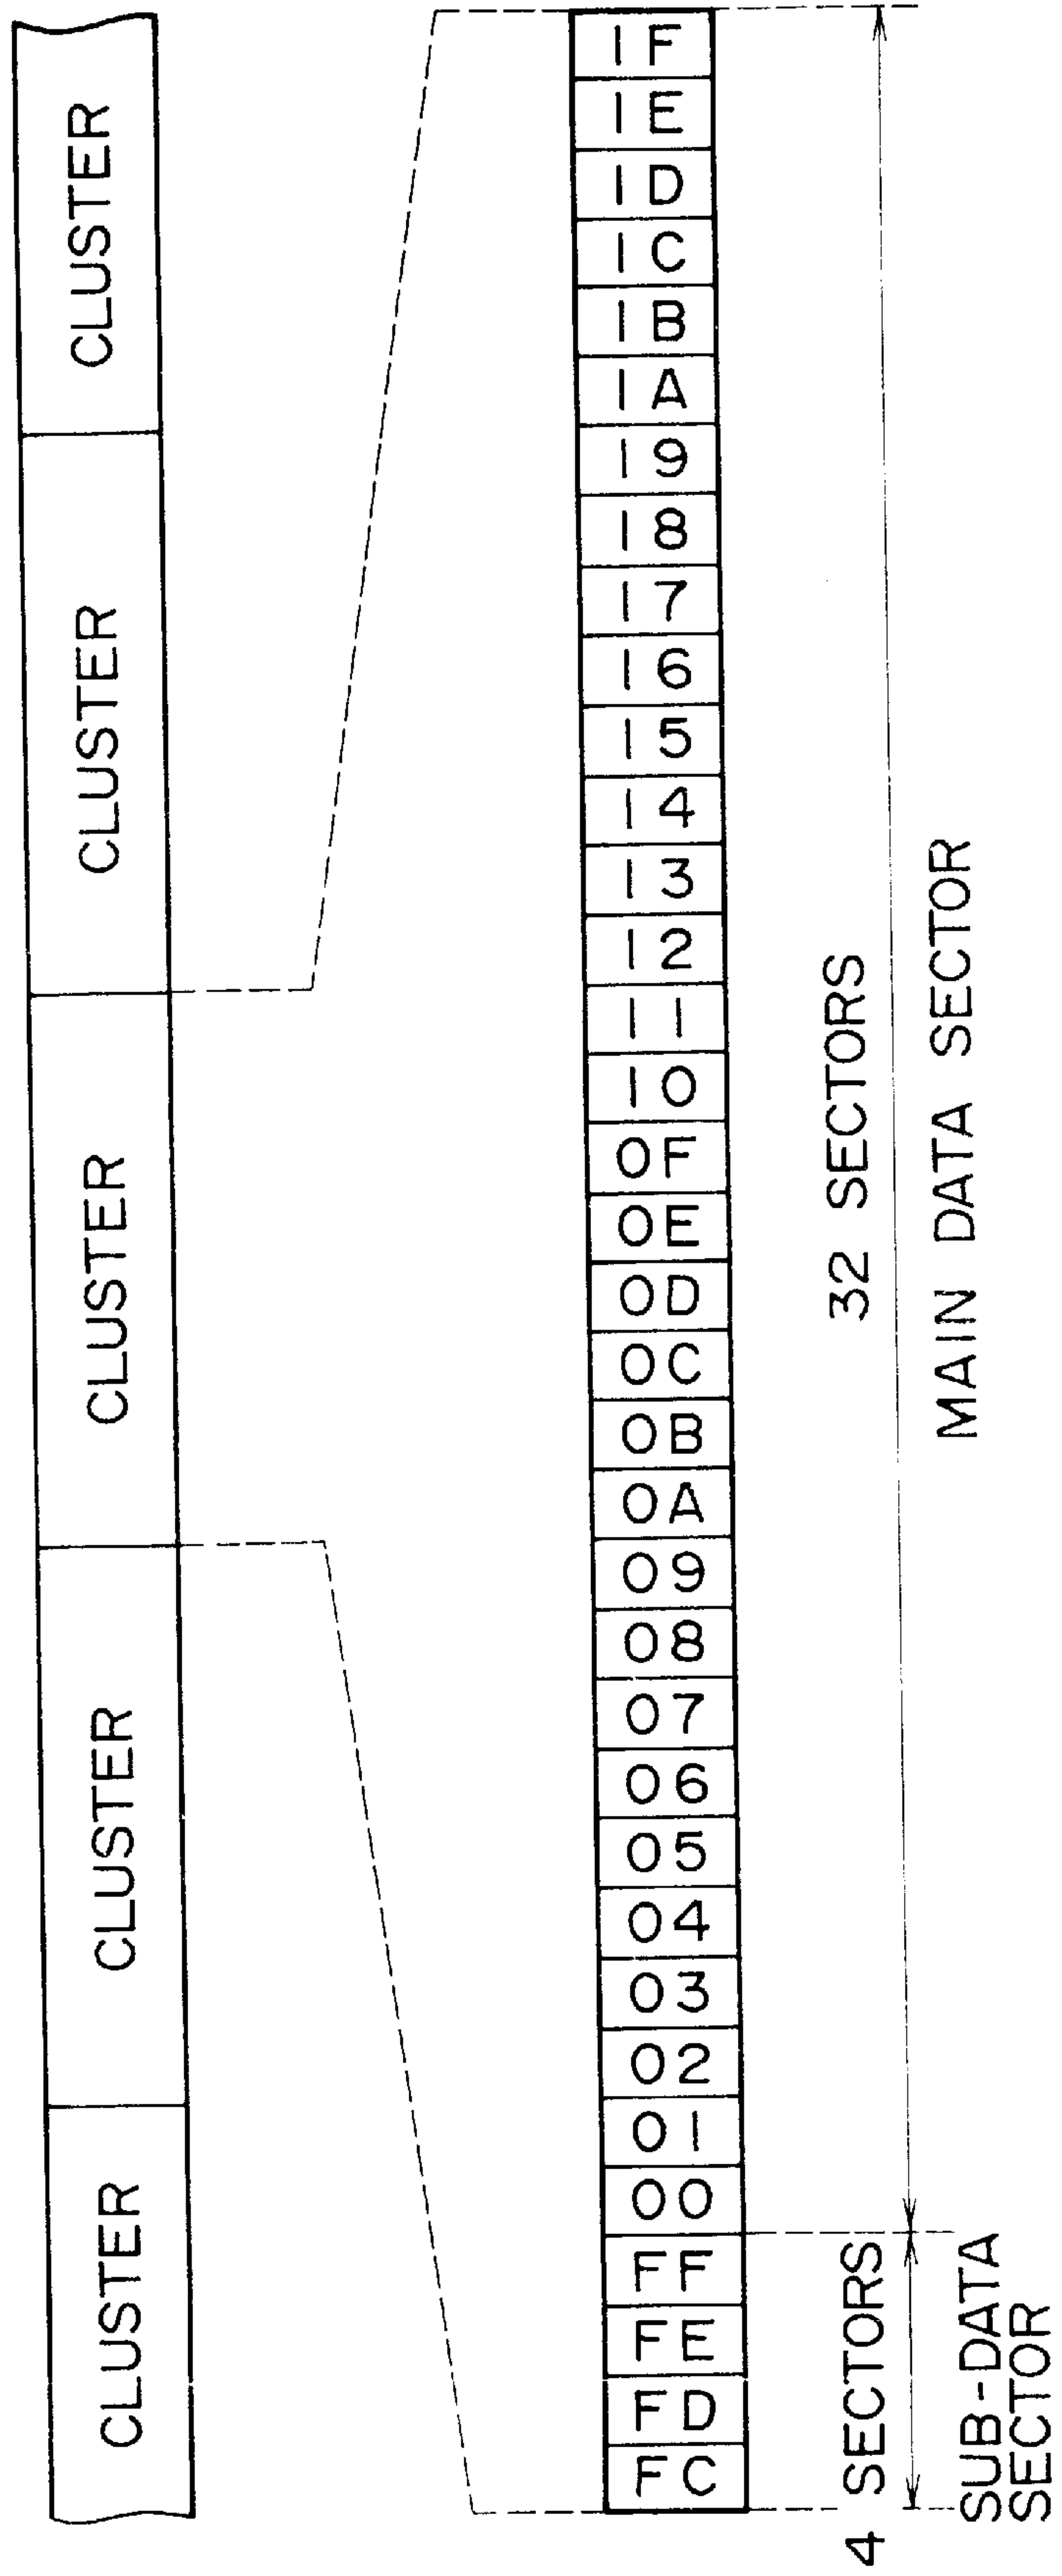 CLUSTER CLUSTER CLUSTER CLUSTER CLUSTER
FC FD FE FF 00 01 02 03 04 05 06 07 08 09 0A 0B 0C 0D 0E 0F 10 11 12 13 14 15 16 17 18 19 1A 1B 1C 1D 1E 1F
4 SECTORS 32 SECTORS
SUB-DATA MAIN DATA SECTOR
SECTOR